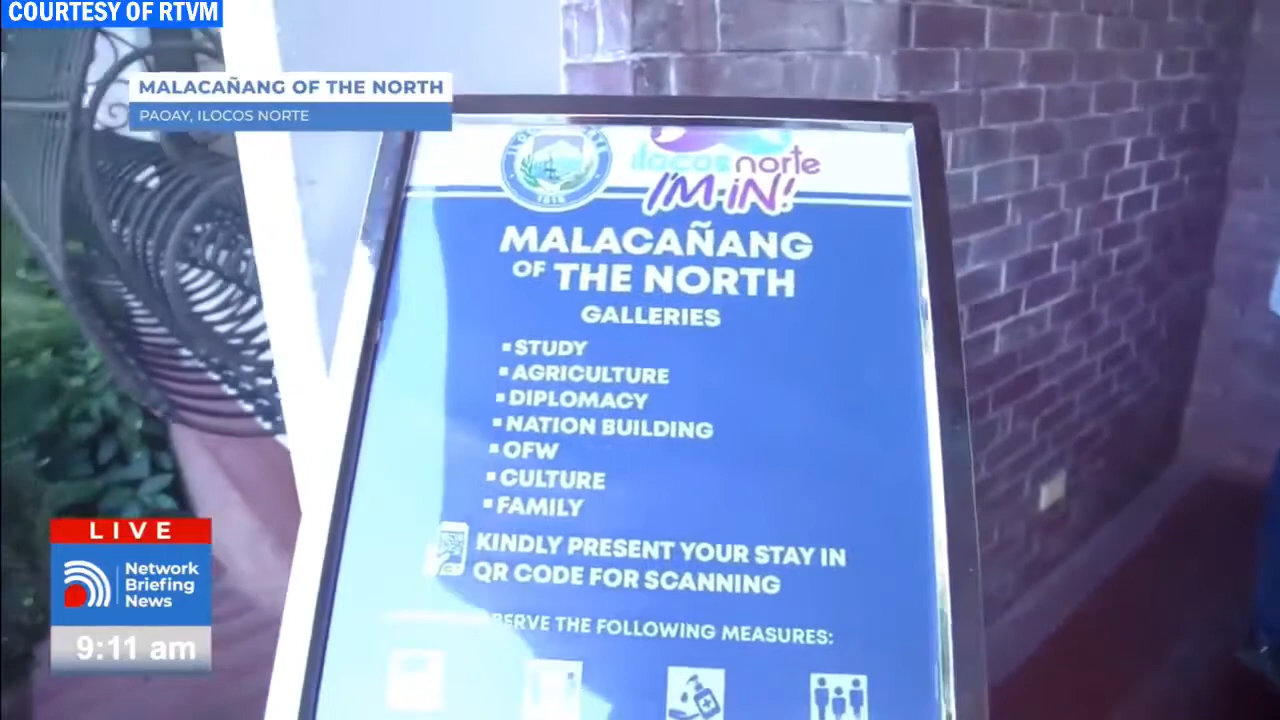 COURTESY OF RTVM
MALACAÑANG OF THE NORTH
PAOAY, ILOCOS NORTE
ilocos norte
I'M IN!
1818
MALACAÑANG
OF THE NORTH
GALLERIES
▪ STUDY
▪ AGRICULTURE
▪ DIPLOMACY
▪ NATION BUILDING
▪ OFW
▪ CULTURE
▪ FAMILY
KINDLY PRESENT YOUR STAY IN
QR CODE FOR SCANNING
THE FOLLOWING MEASURES:
LIVE
Network
Briefing
News
9:11 am